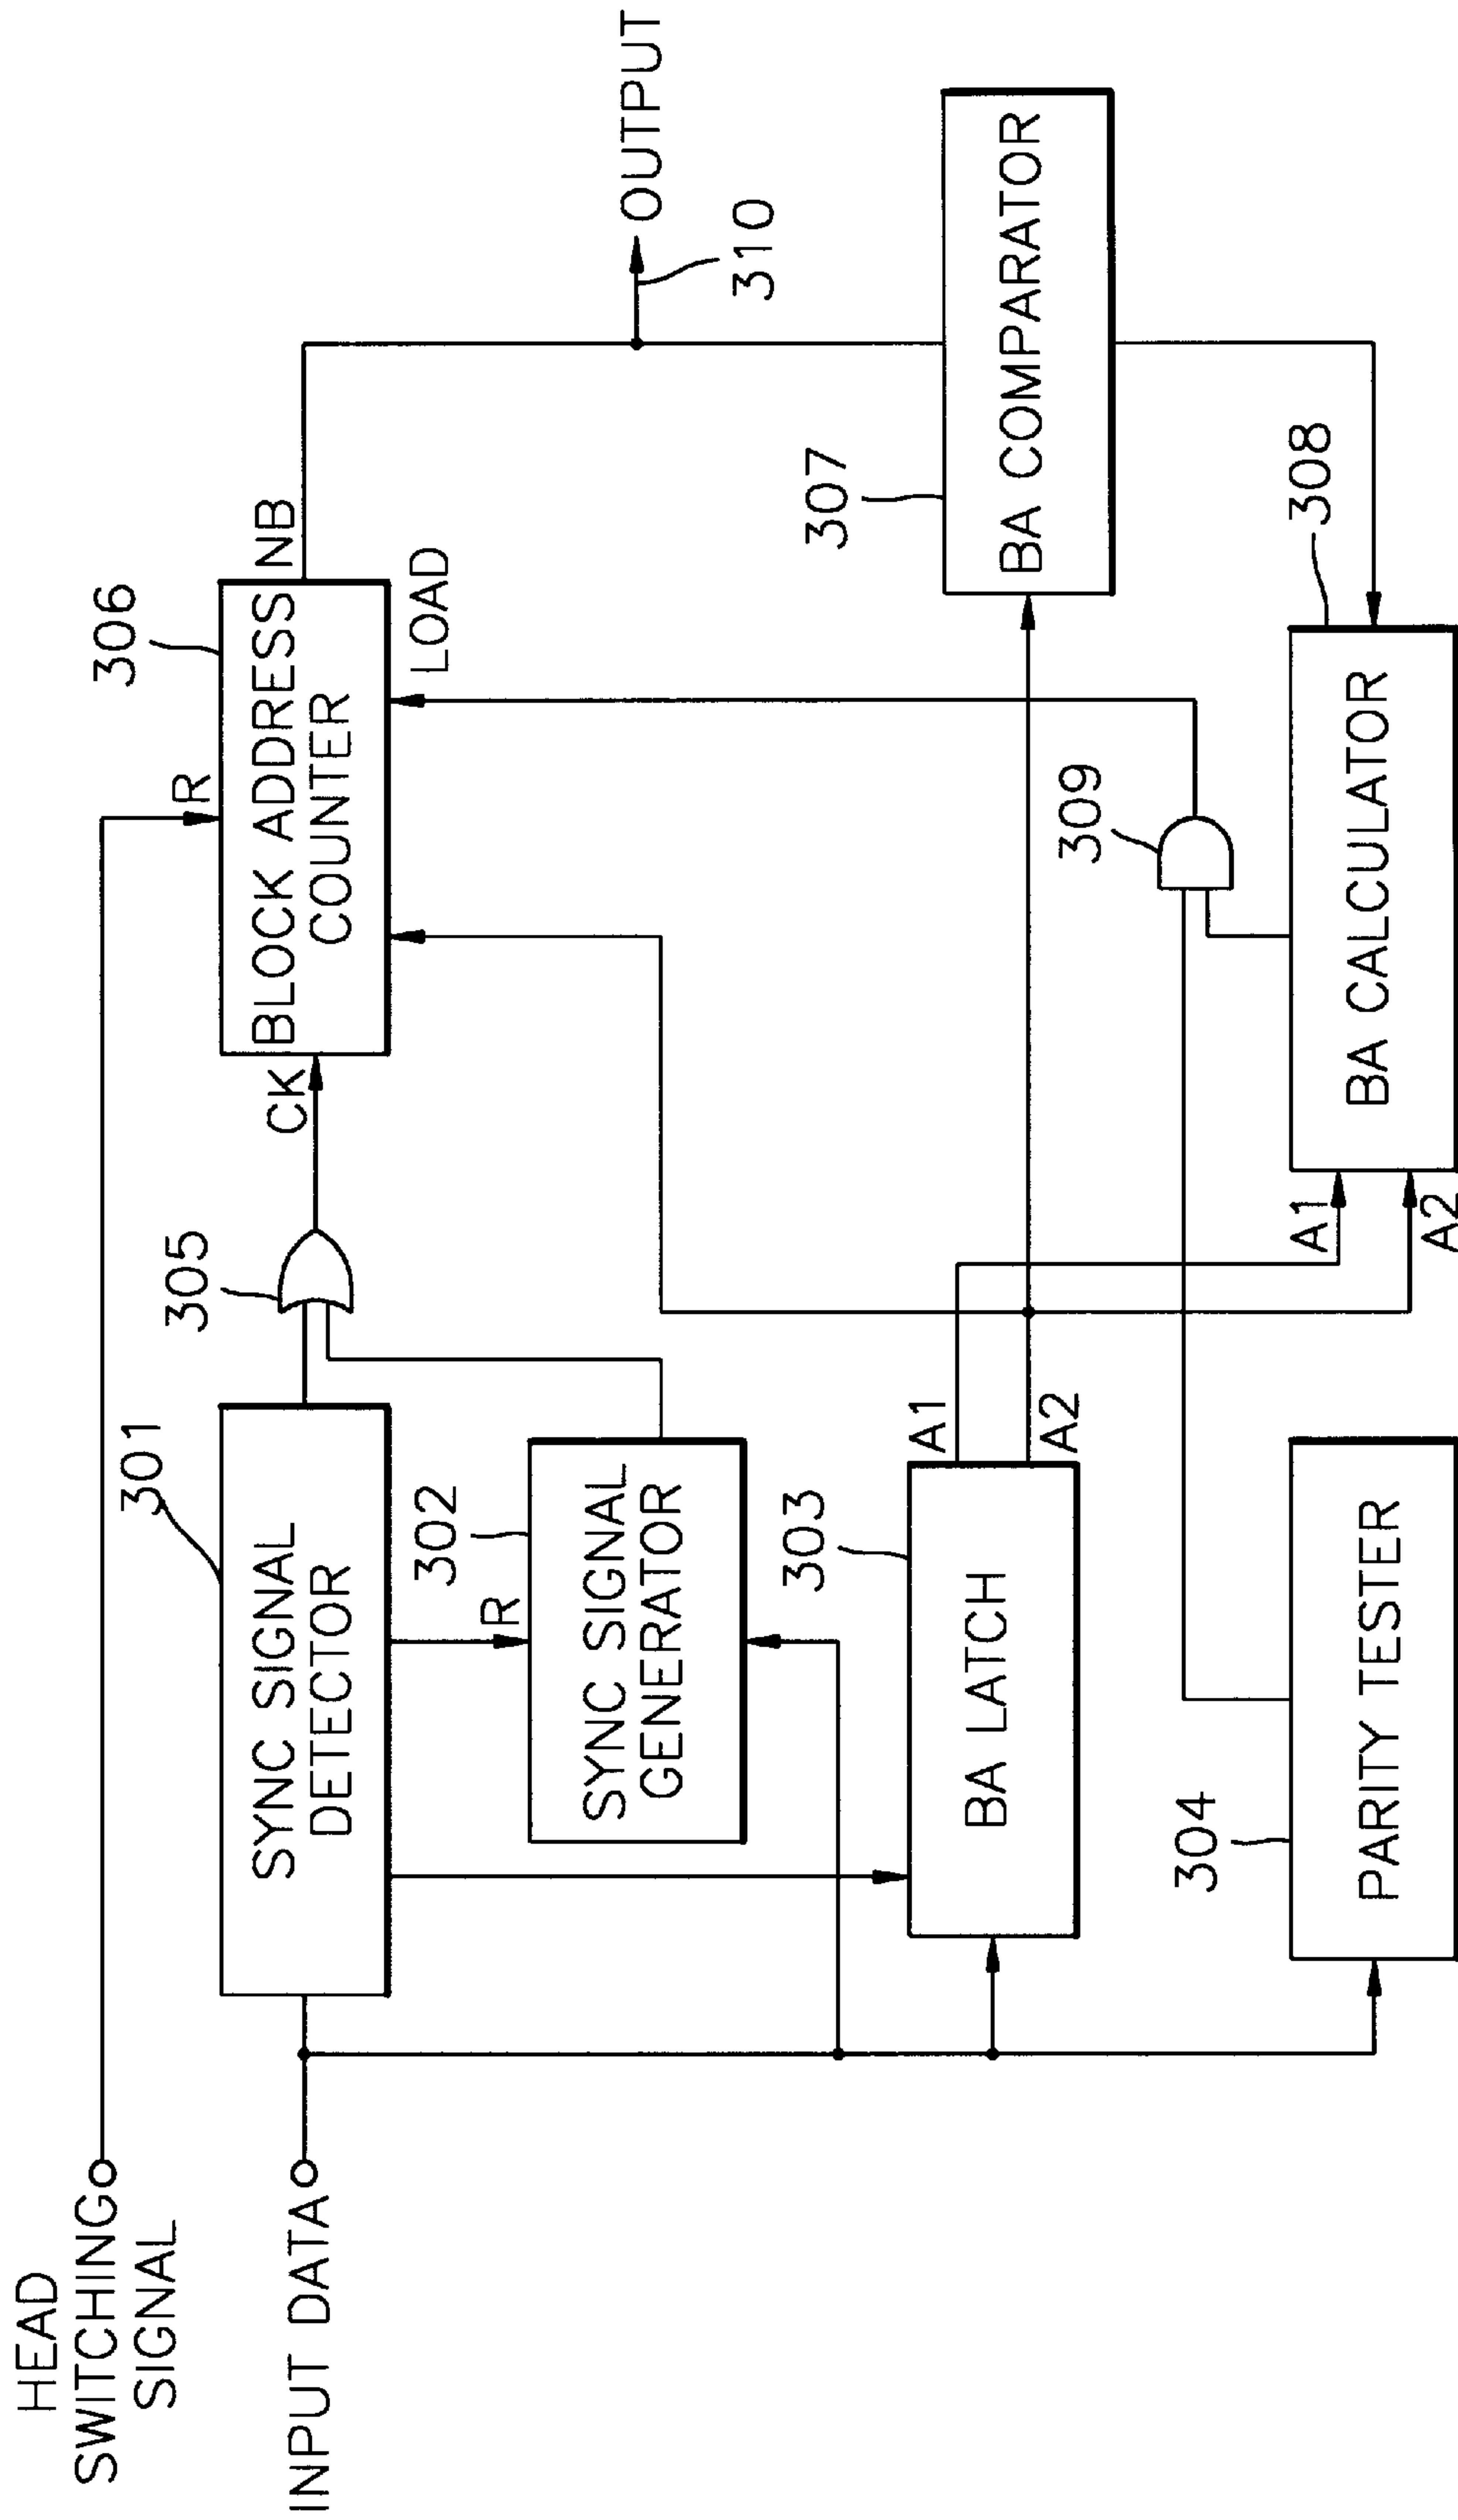 HEAD
SWITCHING
SIGNAL
INPUT DATA
301
SYNC SIGNAL
DETECTOR
R
302
SYNC SIGNAL
GENERATOR
303
BA LATCH
A1
A2
304
PARITY TESTER
305
CK
R
306
BLOCK ADDRESS
COUNTER
NB
LOAD
OUTPUT
310
307
BA COMPARATOR
309
308
A1
A2
BA CALCULATOR